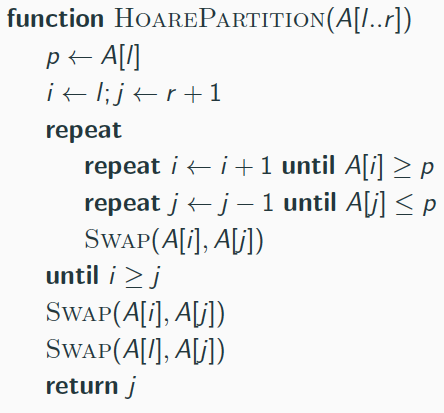 function HOAREPARTITION(A[l..r])
p ← A[l]
i ← l; j ← r + 1
repeat
repeat i ← i + 1 until A[i] ≥ p
repeat j ← j − 1 until A[j] ≤ p
SWAP(A[i], A[j])
until i ≥ j
SWAP(A[i], A[j])
SWAP(A[l], A[j])
return j